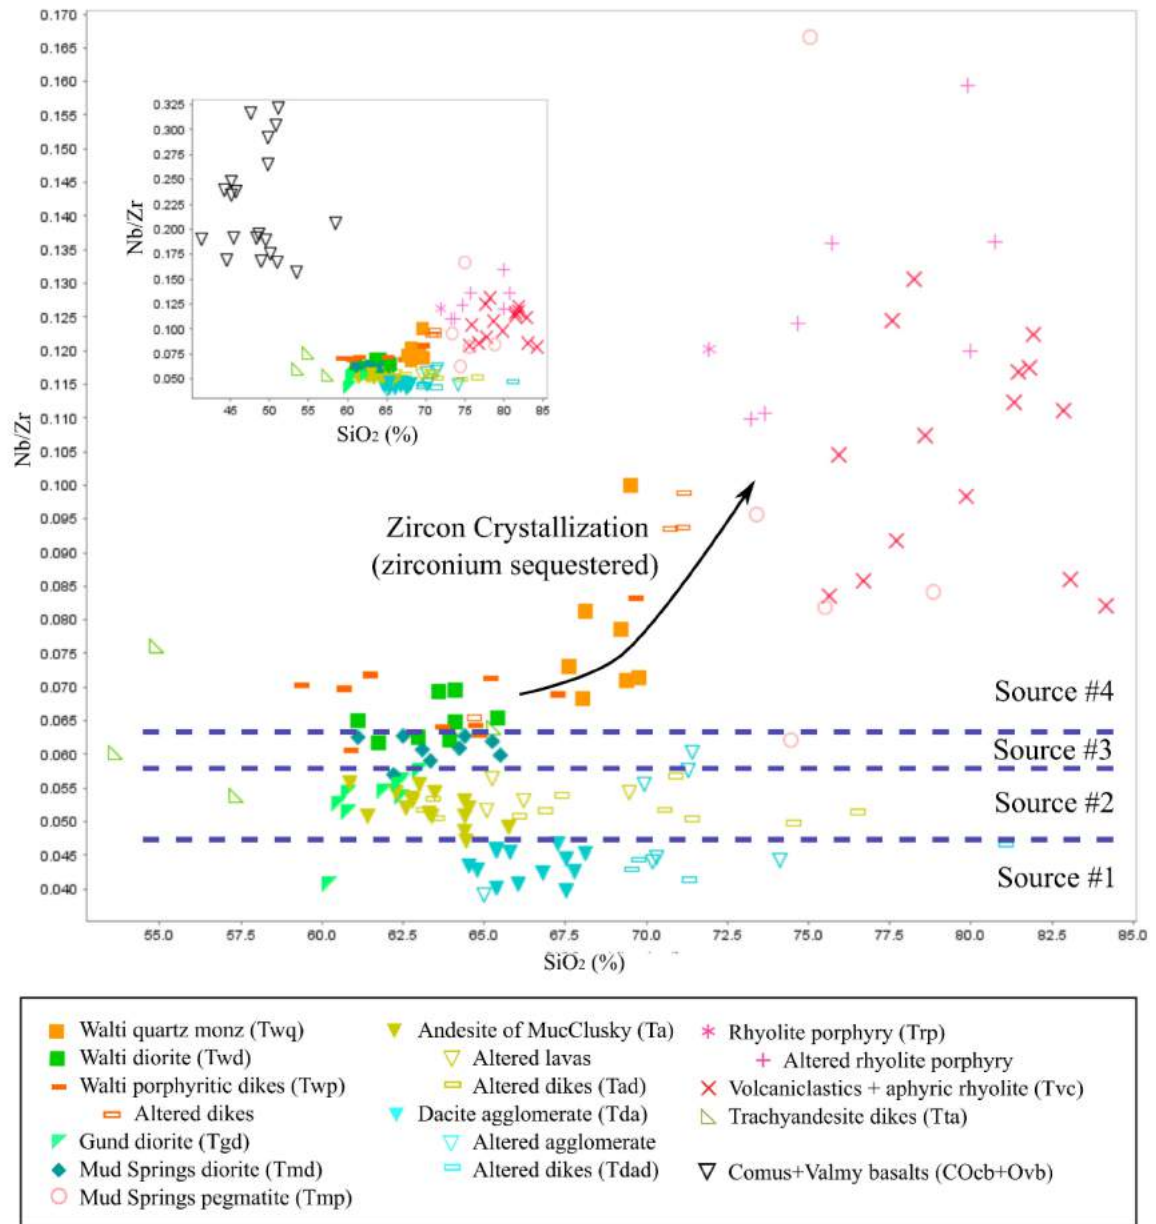 0.170
0.165
0.160
0.155
0.150
0.145
0.140
0.135
0.130
0.125
0.120
0.115
0.110
0.105
0.100
0.095
0.090
0.085
0.080
0.075
0.070
0.065
0.060
0.055
0.050
0.045
0.040
Nb/Zr
0.325
0.300
0.275
0.250
0.225
0.200
0.175
0.150
0.125
0.100
0.075
0.050
Nb/Zr
45 50 55 60 65 70 75 80 85
SiO2 (%)
Zircon Crystallization
(zirconium sequestered)
Source #4
Source #3
Source #2
Source #1
55.0 57.5 60.0 62.5 65.0 67.5 70.0 72.5 75.0 77.5 80.0 82.5 85.0
SiO2 (%)
Walti quartz monz (Twq)
Walti diorite (Twd)
Walti porphyritic dikes (Twp)
Altered dikes
Gund diorite (Tgd)
Mud Springs diorite (Tmd)
Mud Springs pegmatite (Tmp)
Andesite of MucClusky (Ta)
Altered lavas
Altered dikes (Tad)
Dacite agglomerate (Tda)
Altered agglomerate
Altered dikes (Tdad)
Rhyolite porphyry (Trp)
Altered rhyolite porphyry
Volcaniclastics + aphyric rhyolite (Tvc)
Trachyandesite dikes (Tta)
Comus+Valmy basalts (COcb+Ovb)